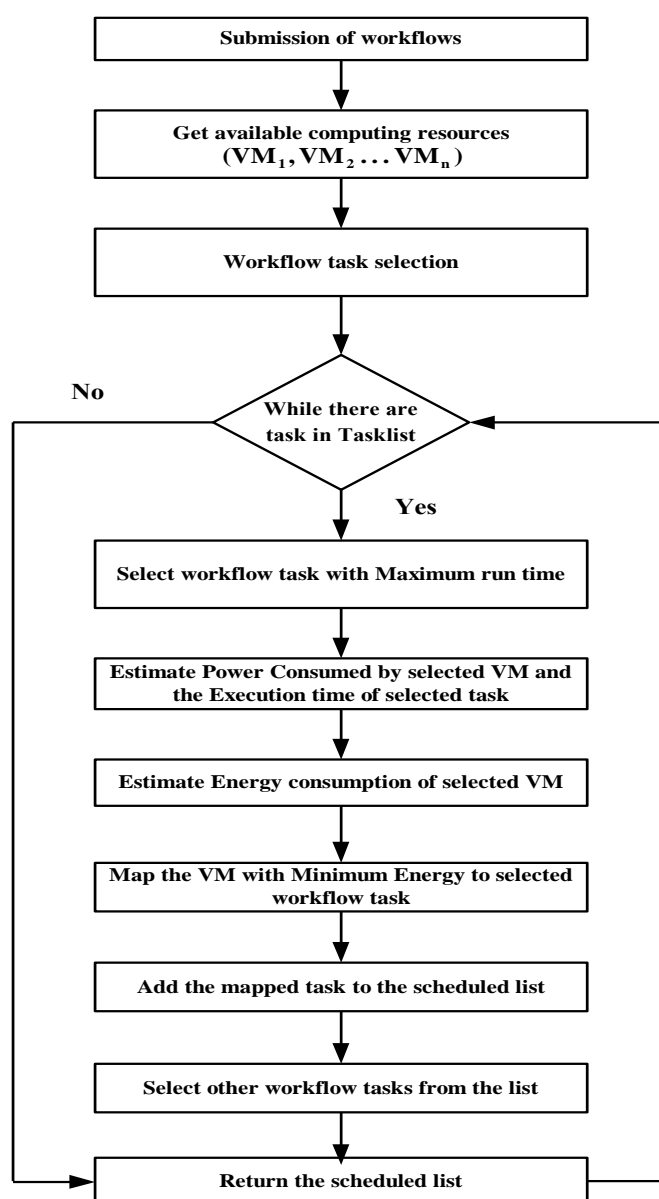 Submission of workflows
Get available computing resources
(VM₁, VM₂ ... VMₙ)
Workflow task selection
No
While there are
task in Tasklist
Yes
Select workflow task with Maximum run time
Estimate Power Consumed by selected VM and
the Execution time of selected task
Estimate Energy consumption of selected VM
Map the VM with Minimum Energy to selected
workflow task
Add the mapped task to the scheduled list
Select other workflow tasks from the list
Return the scheduled list